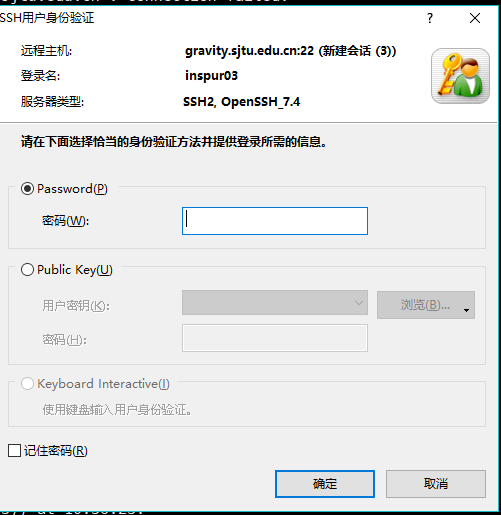 SSH用户身份验证
远程主机: gravity.sjtu.edu.cn:22 (新建会话 (3))
登录名: inspur03
服务器类型: SSH2, OpenSSH_7.4
请在下面选择恰当的身份验证方法并提供登录所需的信息。
Password(P)
密码(W):
Public Key(U)
用户密钥(K):
浏览(B)...
密码(H):
Keyboard Interactive(I)
使用键盘输入用户身份验证。
记住密码(R)
确定
取消